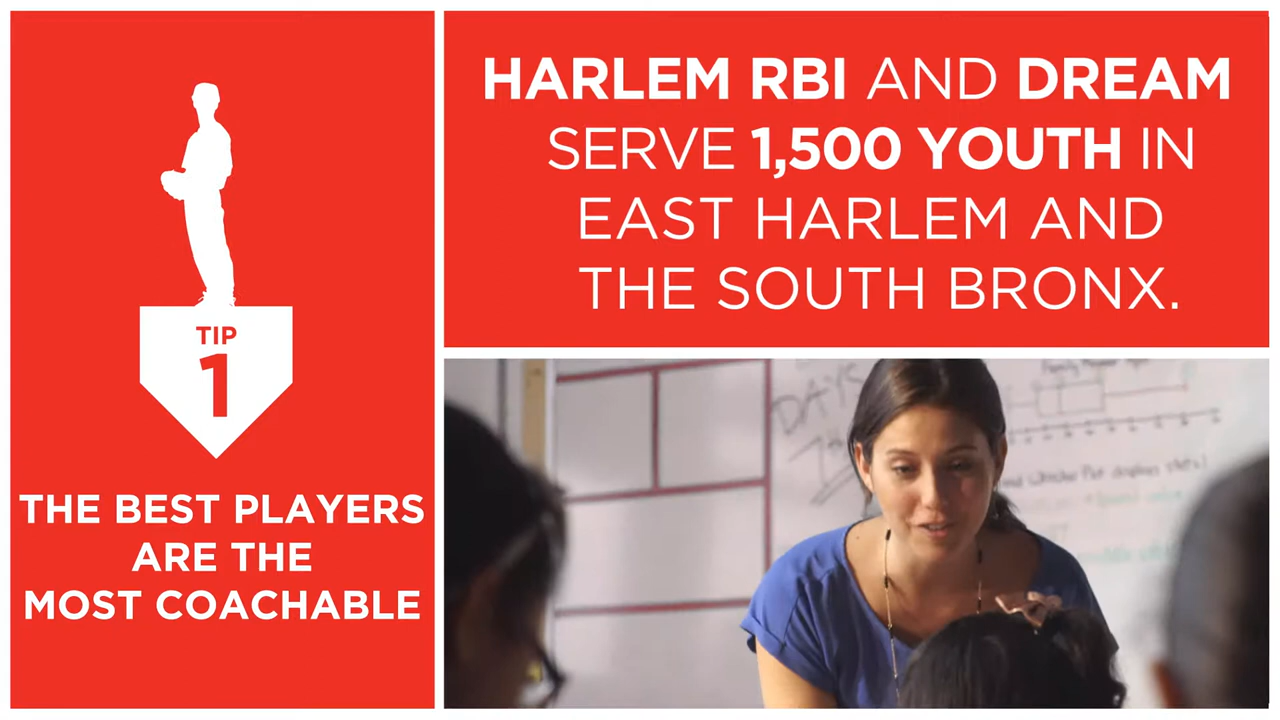 TIP
1
THE BEST PLAYERS
ARE THE
MOST COACHABLE
HARLEM RBI AND DREAM
SERVE 1,500 YOUTH IN
EAST HARLEM AND
THE SOUTH BRONX.
DAYS